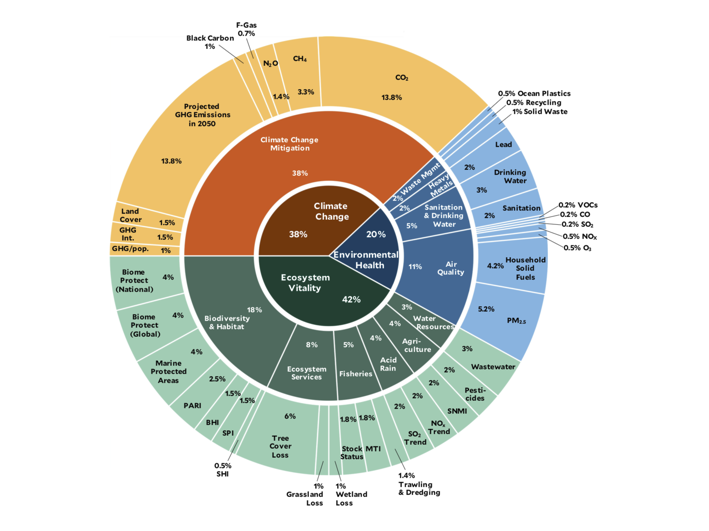 F-Gas
0.7%
Black Carbon
1%
N₂O
1.4%
CH₄
3.3%
CO₂
13.8%
Projected
GHG Emissions
in 2050
13.8%
Land
Cover
1.5%
GHG
Int.
1.5%
GHG/pop.
1%
0.5% Ocean Plastics
0.5% Recycling
1% Solid Waste
Lead
2%
Drinking
Water
3%
Sanitation
2%
0.2% VOCs
0.2% CO
0.2% SO₂
0.5% NOₓ
0.5% O₂
4.2%
Household
Solid
Fuels
5.2%
PM₂.₅
Climate Change
Mitigation
38%
Waste Mgmt
2%
Heavy
Metals
2%
Sanitation
& Drinking
Water
5%
11%
Air
Quality
Climate
Change
38%
20%
Environmental
Health
Ecosystem
Vitality
42%
18%
Biodiversity
& Habitat
8%
Ecosystem
Services
5%
Fisheries
4%
Acid
Rain
4%
Agri-
culture
3%
Water
Resources
Biome
Protect
(National)
4%
Biome
Protect
(Global)
4%
Marine
Protected
Areas
4%
PARI
2.5%
BHI
1.5%
SPI
1.5%
0.5%
SHI
6%
Tree
Cover
Loss
1%
Grassland
Loss
1%
Wetland
Loss
1.8%
Stock
Status
1.8%
MTI
1.4%
Trawling
& Dredging
2%
SO₂
Trend
2%
NOₓ
Trend
2%
SNMI
2%
Pesti-
cides
3%
Wastewater